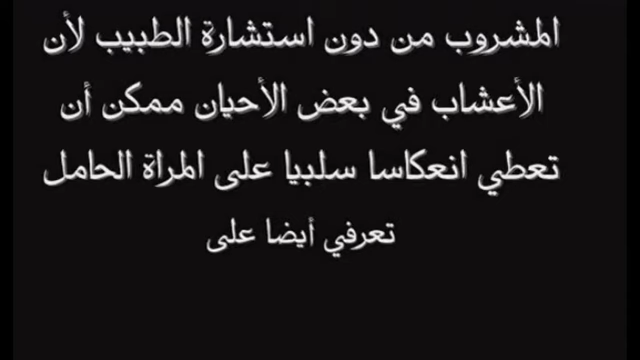 المشروب من دون استشارة الطبيب لأن
الأعشاب في بعض الأحيان ممكن أن
تعطي انعكاسا سلبيا على المراة الحامل
تعرفي أيضا على